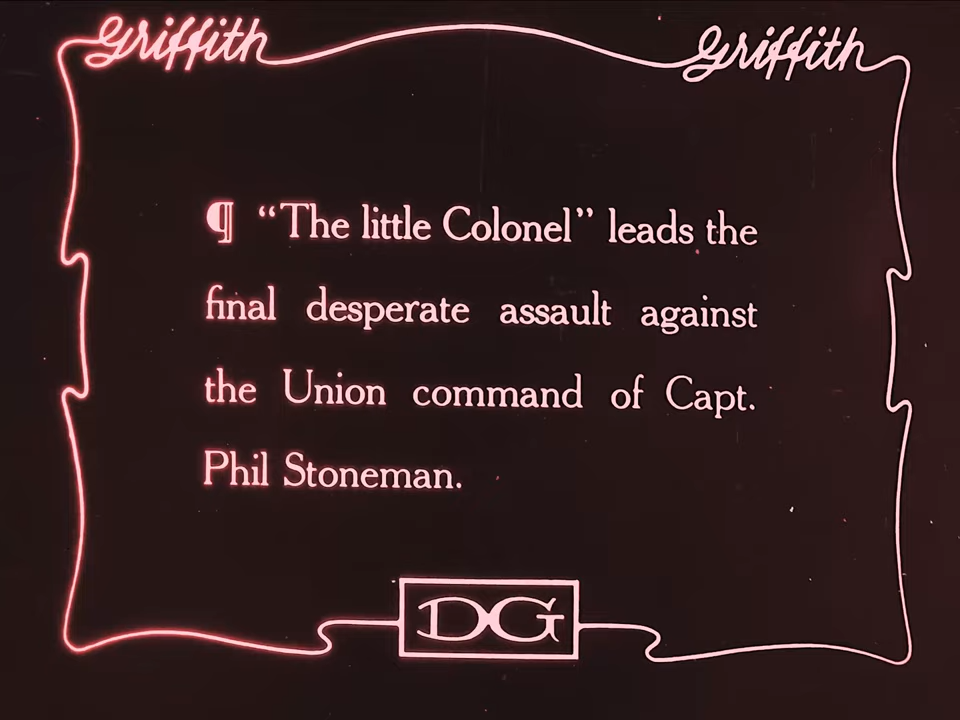 Griffith Griffith
¶ “The little Colonel” leads the
final desperate assault against
the Union command of Capt.
Phil Stoneman.
DG